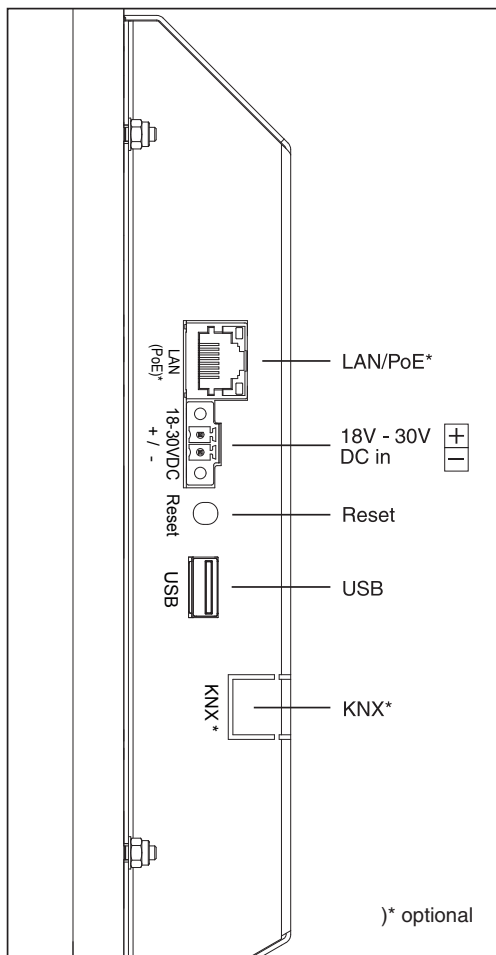 LAN
(PoE)*
LAN/PoE*
18-30VDC
+ / -
18V - 30V
DC in
+
-
Reset
Reset
USB
USB
KNX *
KNX*
)* optional